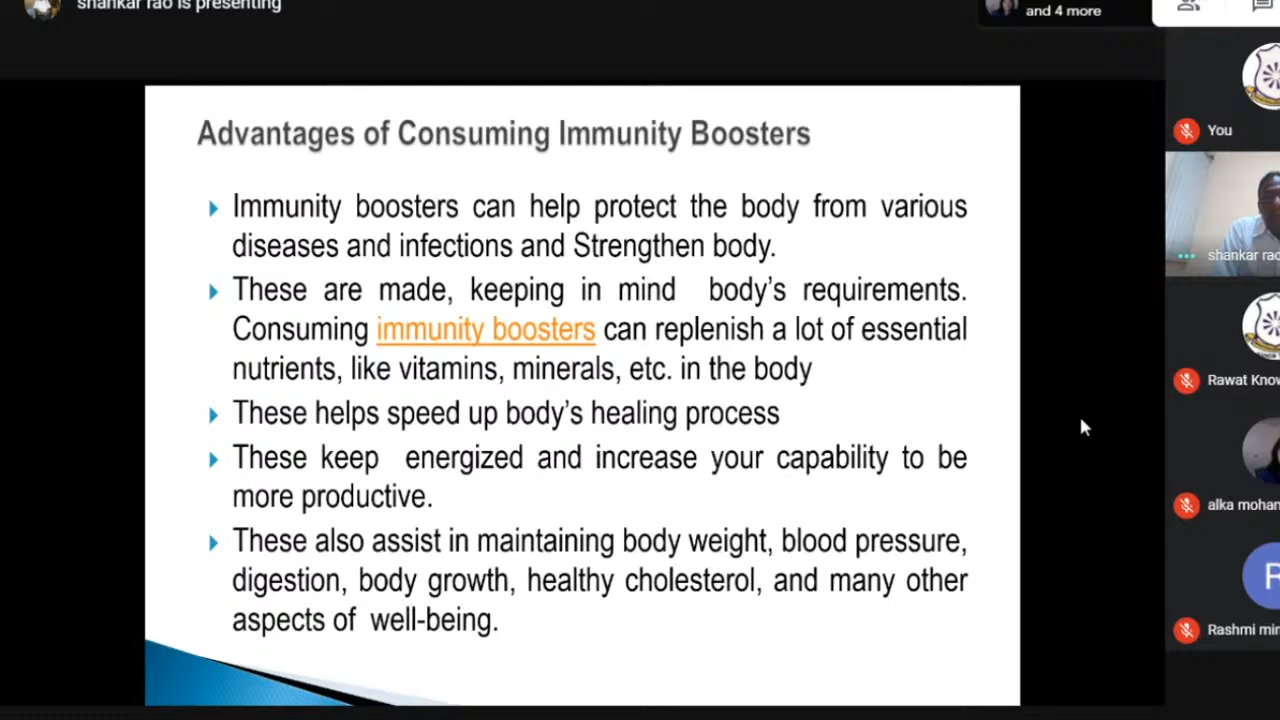 shankar rao is presenting
and 4 more
Advantages of Consuming Immunity Boosters
Immunity boosters can help protect the body from various
diseases and infections and Strengthen body.
These are made, keeping in mind body's requirements.
Consuming immunity boosters can replenish a lot of essential
nutrients, like vitamins, minerals, etc. in the body
These helps speed up body's healing process
These keep energized and increase your capability to be
more productive.
These also assist in maintaining body weight, blood pressure,
digestion, body growth, healthy cholesterol, and many other
aspects of well-being.
You
shankar rao
Rawat Know
alka mohan
R
Rashmi min